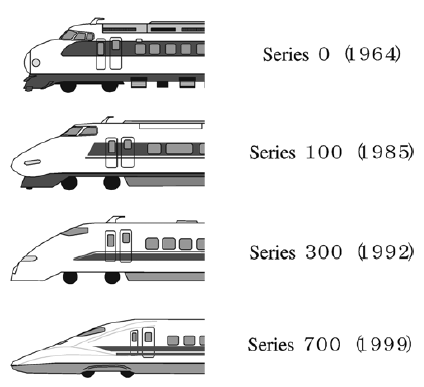 Series 0 (1964)
Series 100 (1985)
Series 300 (1992)
Series 700 (1999)